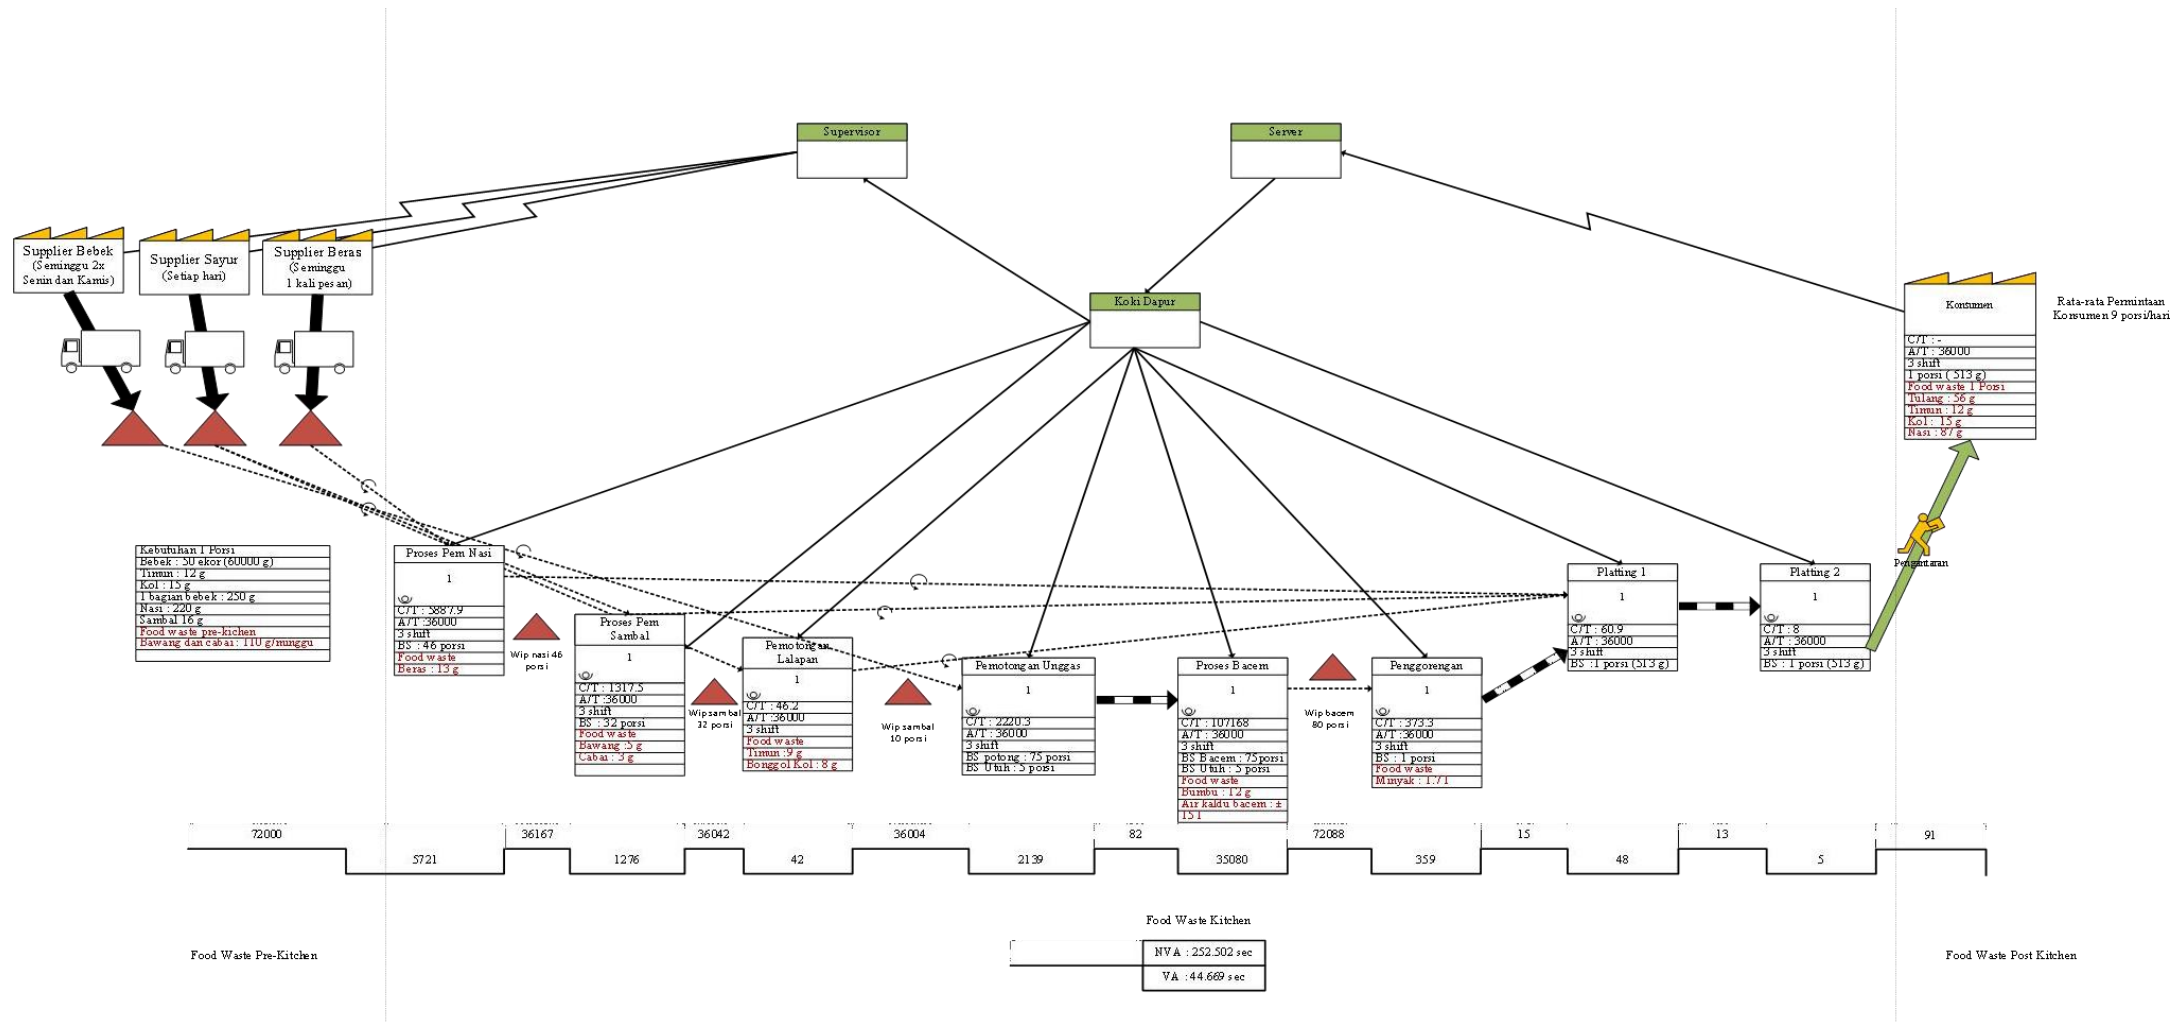 Supervisor
Server
Supplier Bebek
(Seminggu 2x
Senin dan Kamis)
Supplier Sayur
(Setiap hari)
Supplier Beras
(Seminggu
1 kali pesan)
Koki Dapur
Konsumen
C/T : -
A/T : 36000
3 shift
1 porsi ( 513 g)
Food waste 1 Porsi
Tulang : 56 g
Timun : 12 g
Kol : 15 g
Nasi : 87 g
Rata-rata Permintaan
Konsumen 9 porsi/hari
Pengantaran
Kebutuhan 1 Porsi
Bebek : 50 ekor (60000 g)
Timun : 12 g
Kol : 15 g
1 bagian bebek : 250 g
Nasi : 220 g
Sambal 16 g
Food waste pre-kichen
Bawang dan cabai : 110 g/minggu
Proses Pem Nasi
1
C/T : 5887.9
A/T :36000
3 shift
BS : 46 porsi
Food waste
Beras : 13 g
Wip nasi 46
porsi
Proses Pem
Sambal
1
C/T : 1317.5
A/T :36000
3 shift
BS : 32 porsi
Food waste
Bawang :5 g
Cabai : 3 g
Wip sambal
32 porsi
Pemotongan
Lalapan
1
C/T : 46.2
A/T :36000
3 shift
Food waste
Timun :9 g
Bonggol Kol : 8 g
Wip sambal
10 porsi
Pemotongan Unggas
1
C/T : 2220.3
A/T : 36000
3 shift
BS potong : 75 porsi
BS Utuh : 5 porsi
Proses Bacem
1
C/T : 107168
A/T : 36000
3 shift
BS Bacem : 75porsi
BS Utuh : 5 porsi
Food waste
Bumbu : 12 g
Air kaldu bacem : ±
15 l
Wip bacem
80 porsi
Penggorengan
1
C/T : 373.3
A/T :36000
3 shift
BS : 1 porsi
Food waste
Minyak :
Platting 1
1
C/T : 60.9
A/T : 36000
3 shift
BS :1 porsi (513 g)
Platting 2
1
C/T : 8
A/T : 36000
3 shift
BS : 1 porsi (513 g)
72000
36167
36042
36004
82
72088
15
13
91
5721
1276
42
2139
35080
359
48
5
Food Waste Pre-Kitchen
Food Waste Kitchen
NVA : 252.502 sec
VA : 44.669 sec
Food Waste Post Kitchen